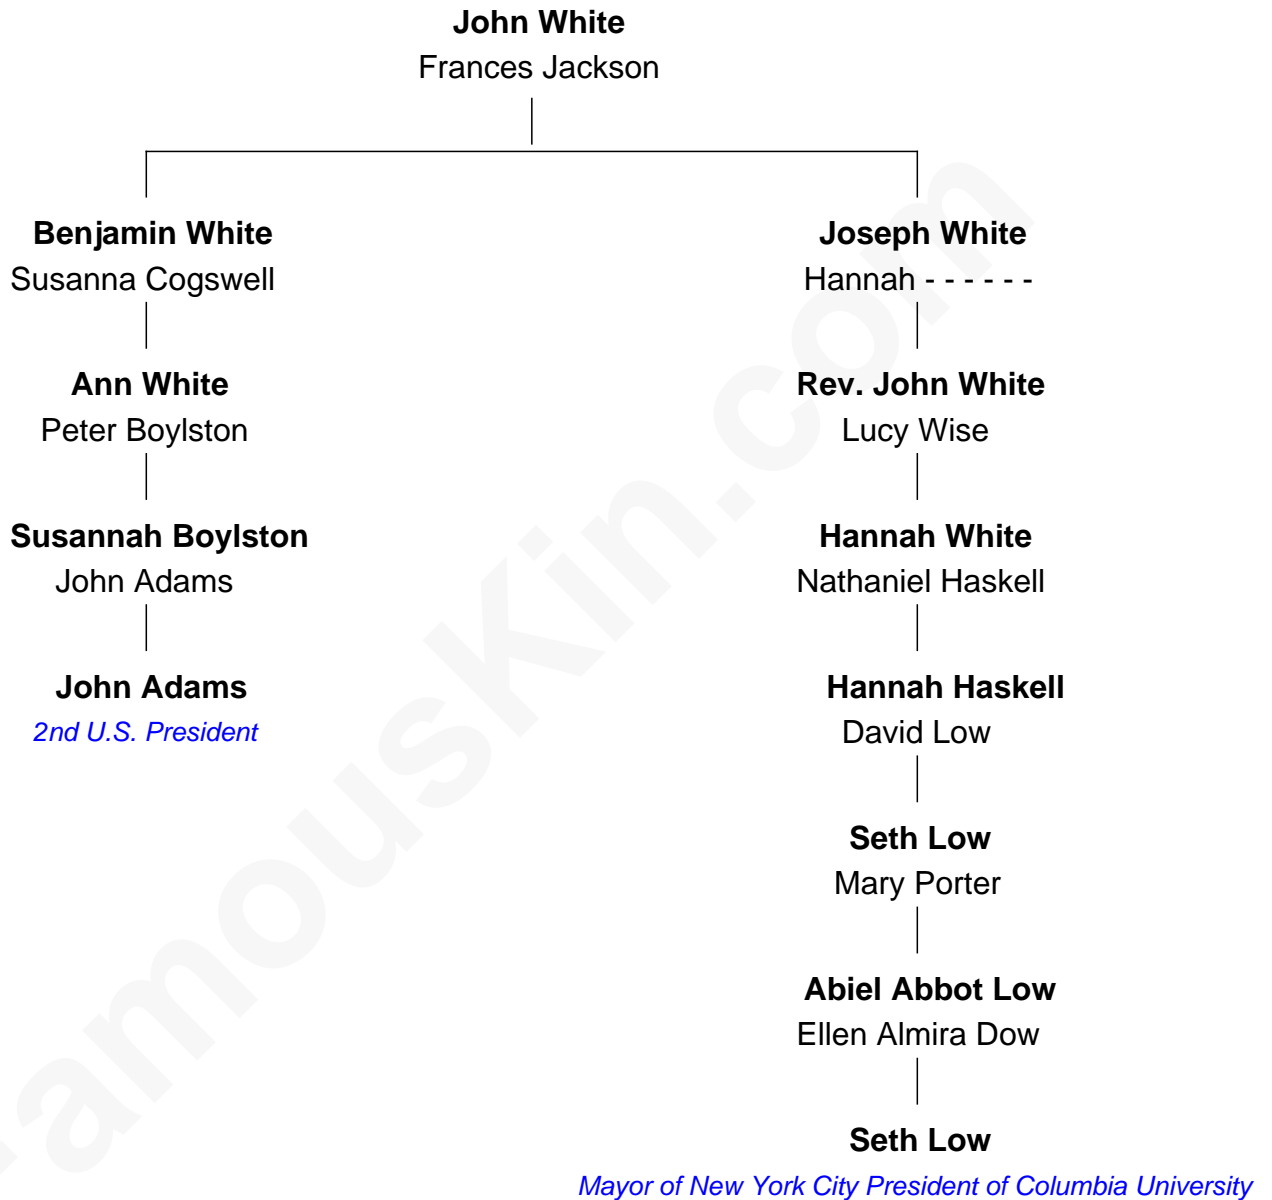 John White
Frances Jackson
Benjamin White
Susanna Cogswell
Ann White
Peter Boylston
Susannah Boylston
John Adams
John Adams
2nd U.S. President
Joseph White
Hannah - - - - - -
Rev. John White
Lucy Wise
Hannah White
Nathaniel Haskell
Hannah Haskell
David Low
Seth Low
Mary Porter
Abiel Abbot Low
Ellen Almira Dow
Seth Low
Mayor of New York City President of Columbia University
FamousKin.com